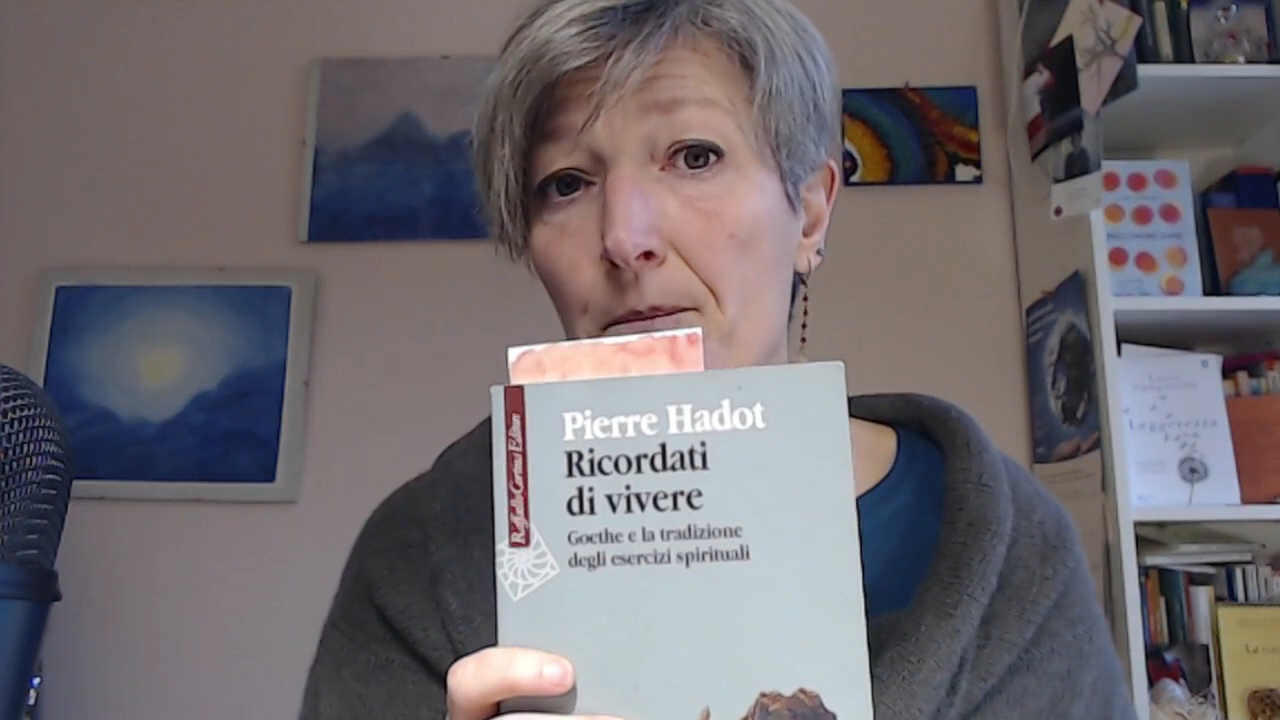 Pierre Hadot
Ricordati
di vivere
Goethe e la tradizione
degli esercizi spirituali
Raffaello Cortina Editore